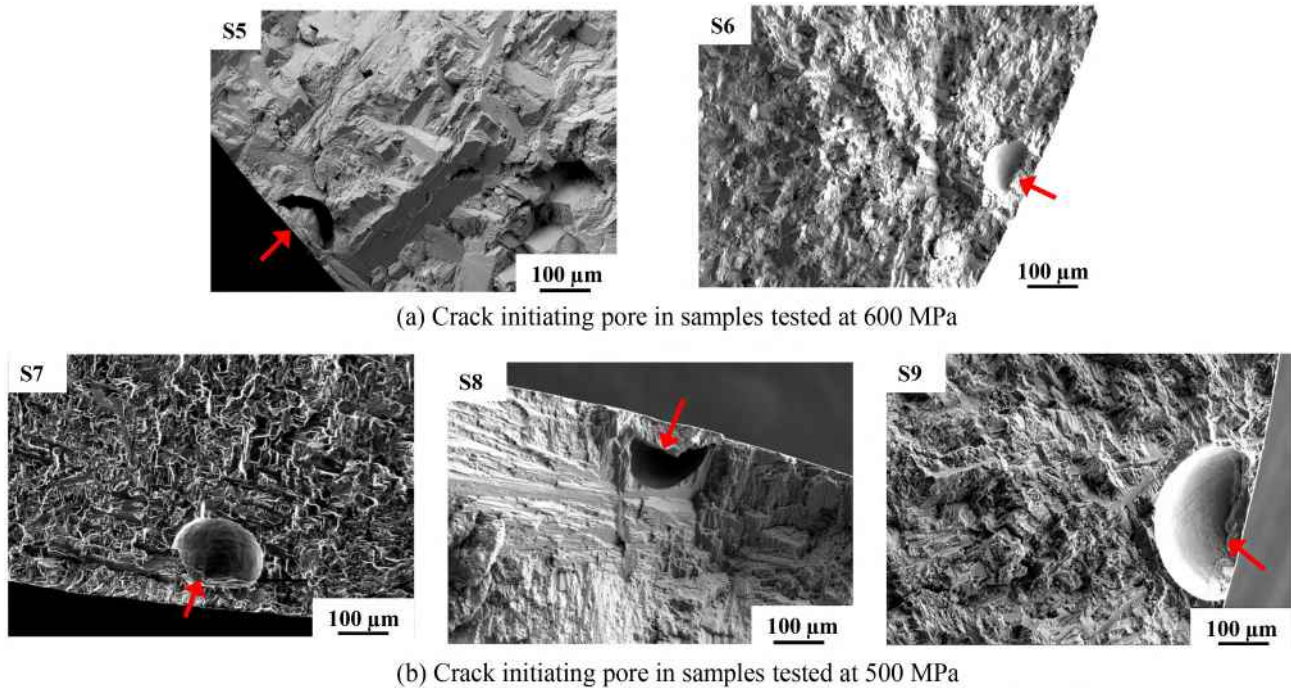 S5
S6
100 µm
100 µm
(a) Crack initiating pore in samples tested at 600 MPa
S7
S8
S9
100 µm
100 µm
100 µm
(b) Crack initiating pore in samples tested at 500 MPa